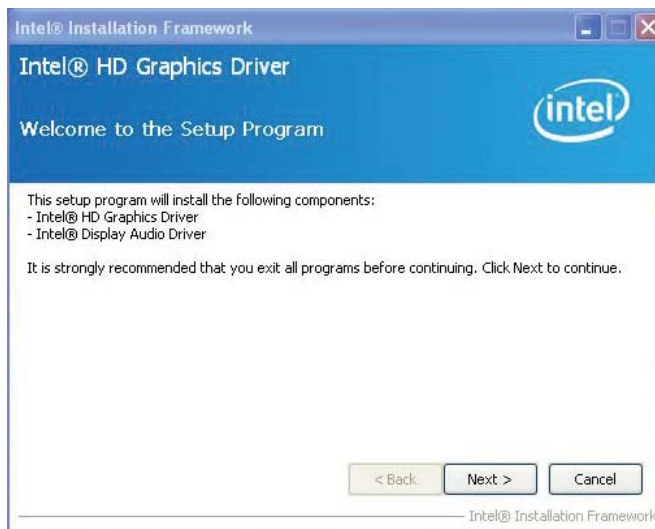 Intel® Installation Framework
Intel® HD Graphics Driver
Welcome to the Setup Program
intel
This setup program will install the following components:
- Intel® HD Graphics Driver
- Intel® Display Audio Driver
It is strongly recommended that you exit all programs before continuing. Click Next to continue.
< Back
Next >
Cancel
Intel® Installation Framework